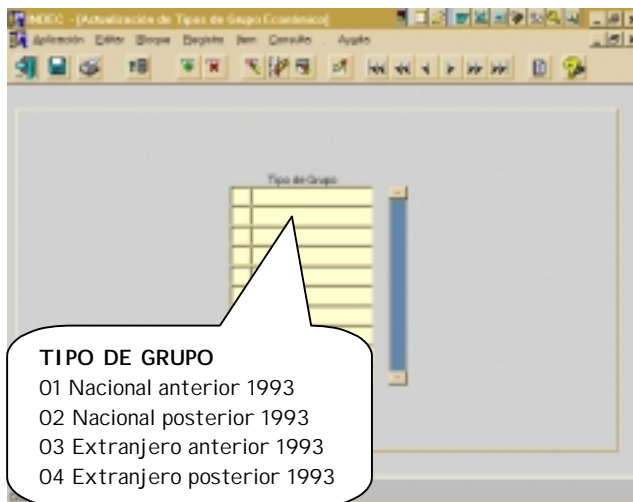 INDEC - [Actualización de Tipos de Grupo Económico]
Aplicación Editar Bloque Registro Item Consulta Ayuda
Tipo de Grupo
TIPO DE GRUPO
01 Nacional anterior 1993
02 Nacional posterior 1993
03 Extranjero anterior 1993
04 Extranjero posterior 1993